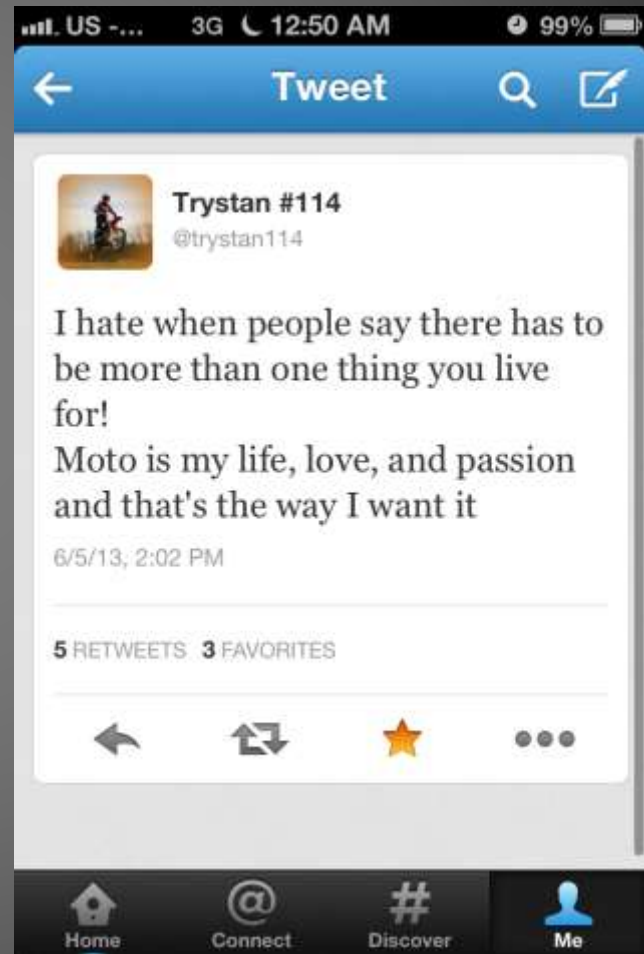 US -... 3G 12:50 AM 99%
Tweet
Trystan #114
@trystan114
I hate when people say there has to
be more than one thing you live
for!
Moto is my life, love, and passion
and that's the way I want it
6/5/13, 2:02 PM
5 RETWEETS 3 FAVORITES
Home Connect Discover Me